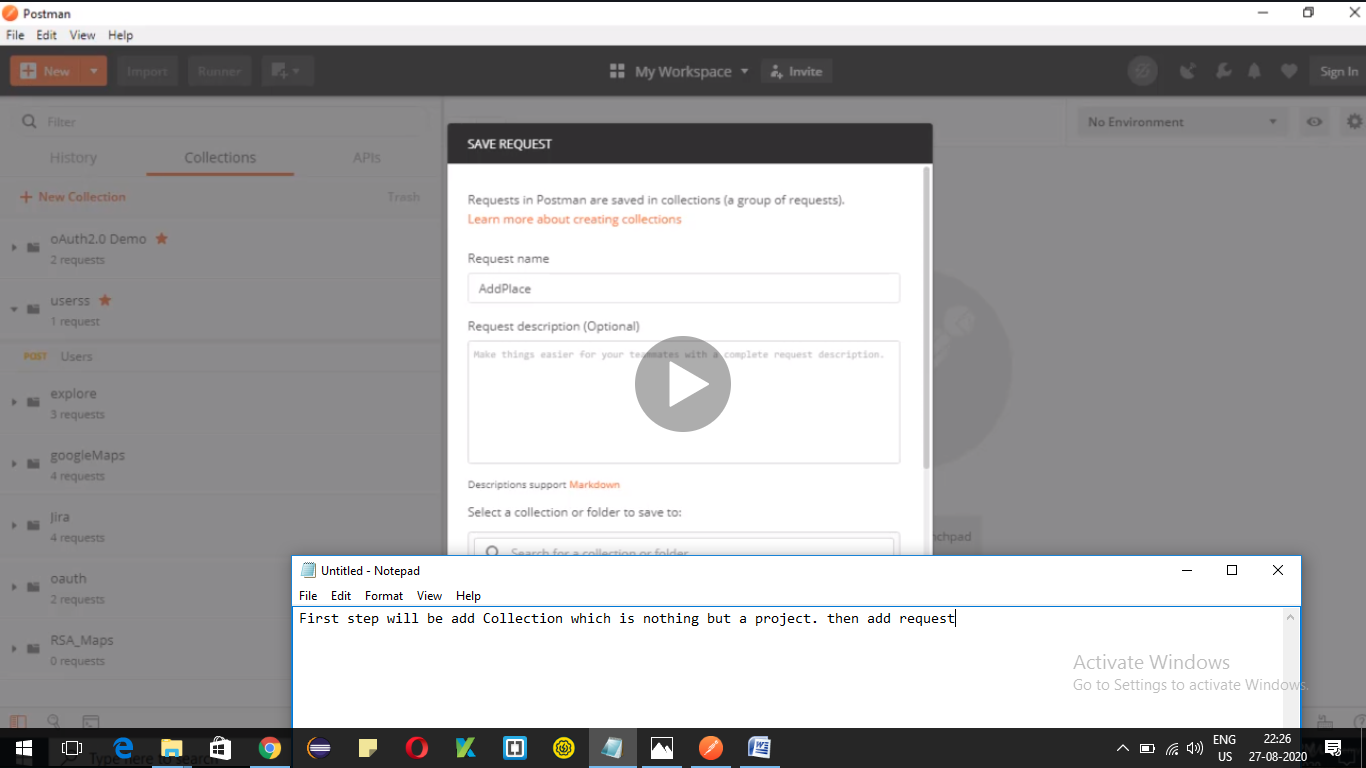 Postman
File Edit View Help
New Import Runner My Workspace Invite Sign In
Filter
History Collections APIs
New Collection Trash
oAuth2.0 Demo
2 requests
userss
1 request
POST Users
explore
3 requests
googleMaps
4 requests
Jira
4 requests
oauth
2 requests
RSA_Maps
0 requests
No Environment
SAVE REQUEST
Requests in Postman are saved in collections (a group of requests).
Learn more about creating collections
Request name
AddPlace
Request description (Optional)
Make things easier for your teammates with a complete request description.
Descriptions support Markdown
Select a collection or folder to save to:
Search for a collection or folder
nchpad
Untitled - Notepad
File Edit Format View Help
First step will be add Collection which is nothing but a project. then add request
Activate Windows
Go to Settings to activate Windows.
Type here to search
ENG
US
22:26
27-08-2020